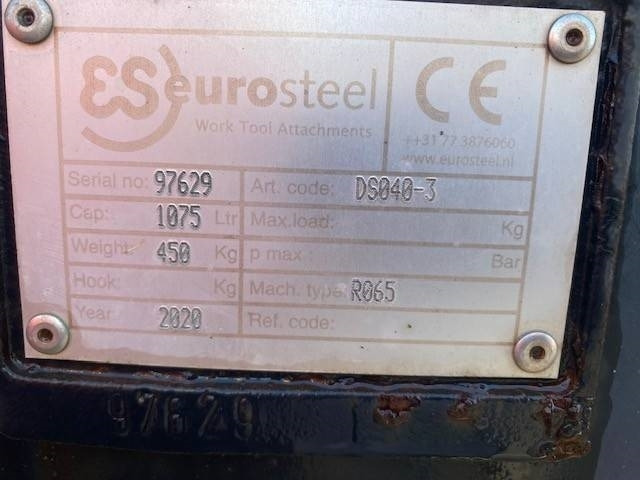 ES eurosteel
Work Tool Attachments
CE
++31 77 3876060
www.eurosteel.nl
Serial no: 97629
Art. code: DS040-3
Cap: 1075 Ltr
Max.load: Kg
Weight: 450 Kg
p max: Bar
Hook: Kg
Mach. type: R065
Year: 2020
Ref. code:
97629